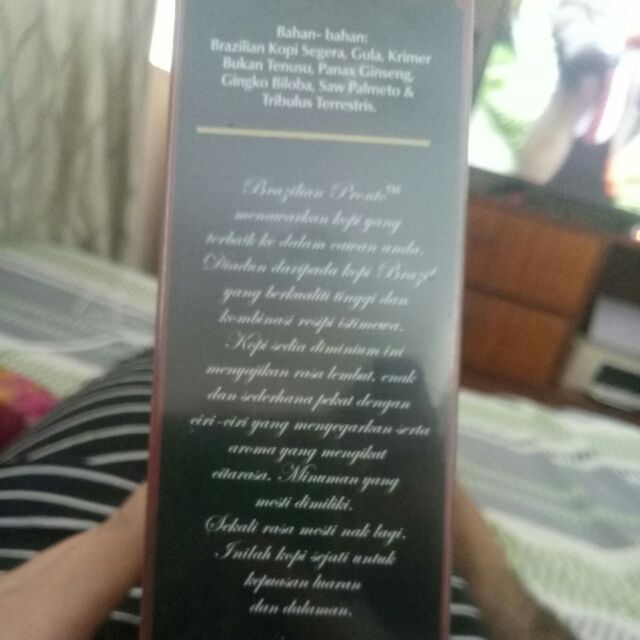 Bahan- bahan:
Brazilian Kopi Segera, Gula, Krimer
Bukan Tenusu, Panax Ginseng,
Gingko Biloba, Saw Palmeto &
Tribulus Terrestris.
Brazilian Pronto™
menawarkan kopi yang
terbaik ke dalam cawan anda.
Diadun daripada kopi Brazil
yang berkualiti tinggi dan
kombinasi resipi istimewa.
Kopi sedia diminum ini
mengajikan rasa lembut, enak
dan sederhana pekat dengan
ciri-ciri yang menyegarkan serta
aroma yang mengikat
citarasa. Minuman yang
mesti dimiliki.
Sekali rasa mesti nak lagi.
Inilah kopi sejati untuk
kepuasan luaran
dan dalaman.